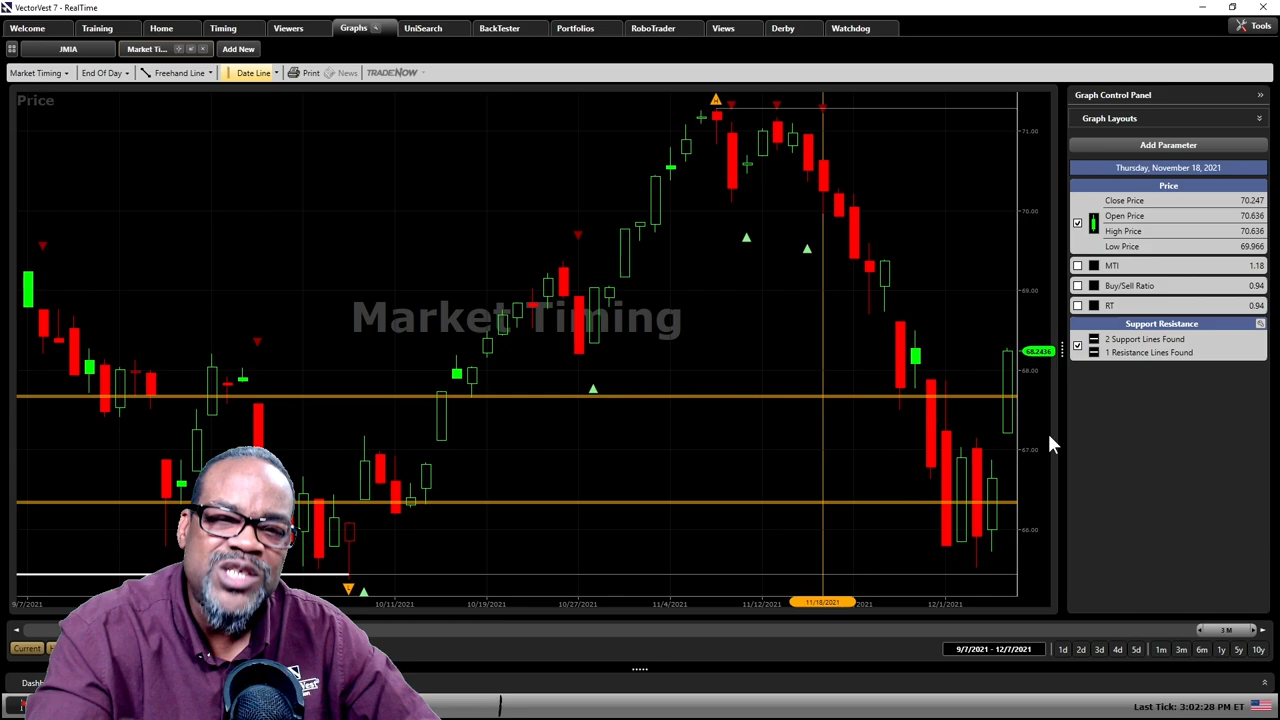 VectorVest 7 - RealTime
Welcome Training Home Timing Viewers Graphs UniSearch BackTester Portfolios RoboTrader Views Derby Watchdog Tools
JMIA Market Ti... Add New
Market Timing End Of Day Freehand Line Date Line Print News TRADENOW
Price
Market Timing
71.00
70.00
69.00
68.2436
68.00
67.00
66.00
9/7/2021 10/11/2021 10/19/2021 10/27/2021 11/4/2021 11/12/2021 11/18/2021 2021 12/1/2021
3 M
Current
9/7/2021 - 12/7/2021 1d 2d 3d 4d 5d 1m 3m 6m 1y 5y 10y
Dashb
Last Tick: 3:02:28 PM ET
Graph Control Panel
Graph Layouts
Add Parameter
Thursday, November 18, 2021
Price
Close Price 70.247
Open Price 70.636
High Price 70.636
Low Price 69.966
MTI 1.18
Buy/Sell Ratio 0.94
RT 0.94
Support Resistance
2 Support Lines Found
1 Resistance Lines Found